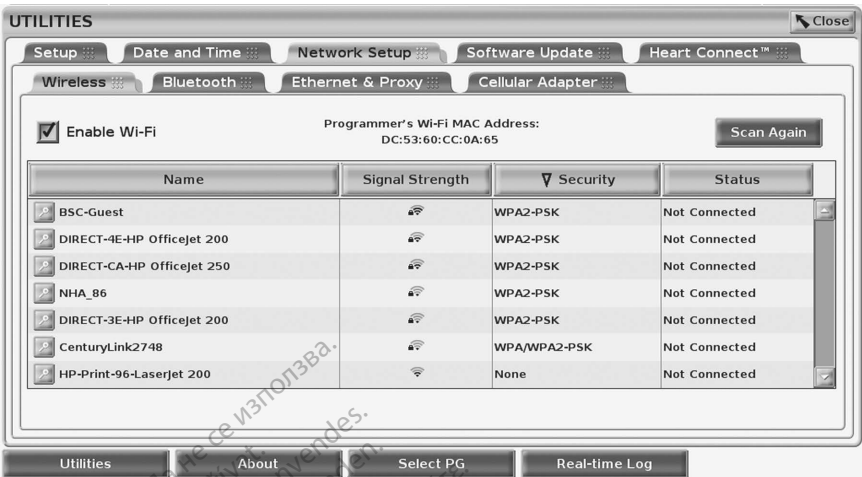 UTILITIES
Close
Setup Date and Time Network Setup Software Update Heart Connect™
Wireless Bluetooth Ethernet & Proxy Cellular Adapter
Enable Wi-Fi
Programmer's Wi-Fi MAC Address:
DC:53:60:CC:0A:65
Scan Again
Name Signal Strength Security Status
BSC-Guest WPA2-PSK Not Connected
DIRECT-4E-HP OfficeJet 200 WPA2-PSK Not Connected
DIRECT-CA-HP OfficeJet 250 WPA2-PSK Not Connected
NHA_86 WPA2-PSK Not Connected
DIRECT-3E-HP OfficeJet 200 WPA2-PSK Not Connected
CenturyLink2748 WPA/WPA2-PSK Not Connected
HP-Print-96-LaserJet 200 None Not Connected
не се използва.
Utilities About Select PG Real-time Log